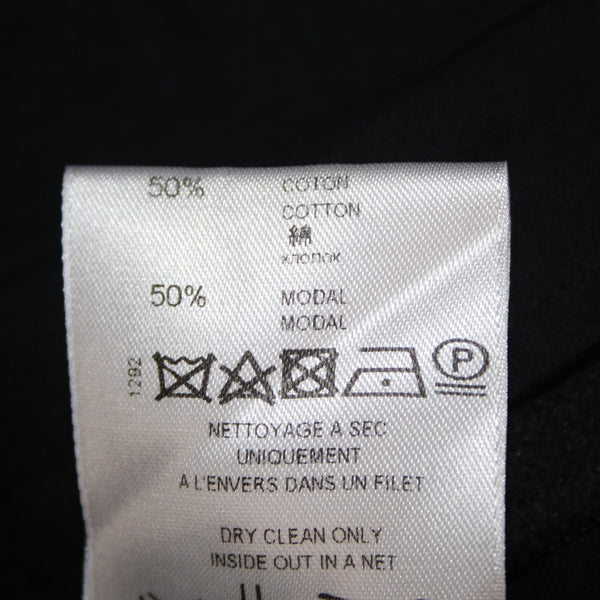 50% COTON
COTTON
綿
хлопок
50% MODAL
MODAL
1292
P
NETTOYAGE A SEC
UNIQUEMENT
A L'ENVERS DANS UN FILET
DRY CLEAN ONLY
INSIDE OUT IN A NET